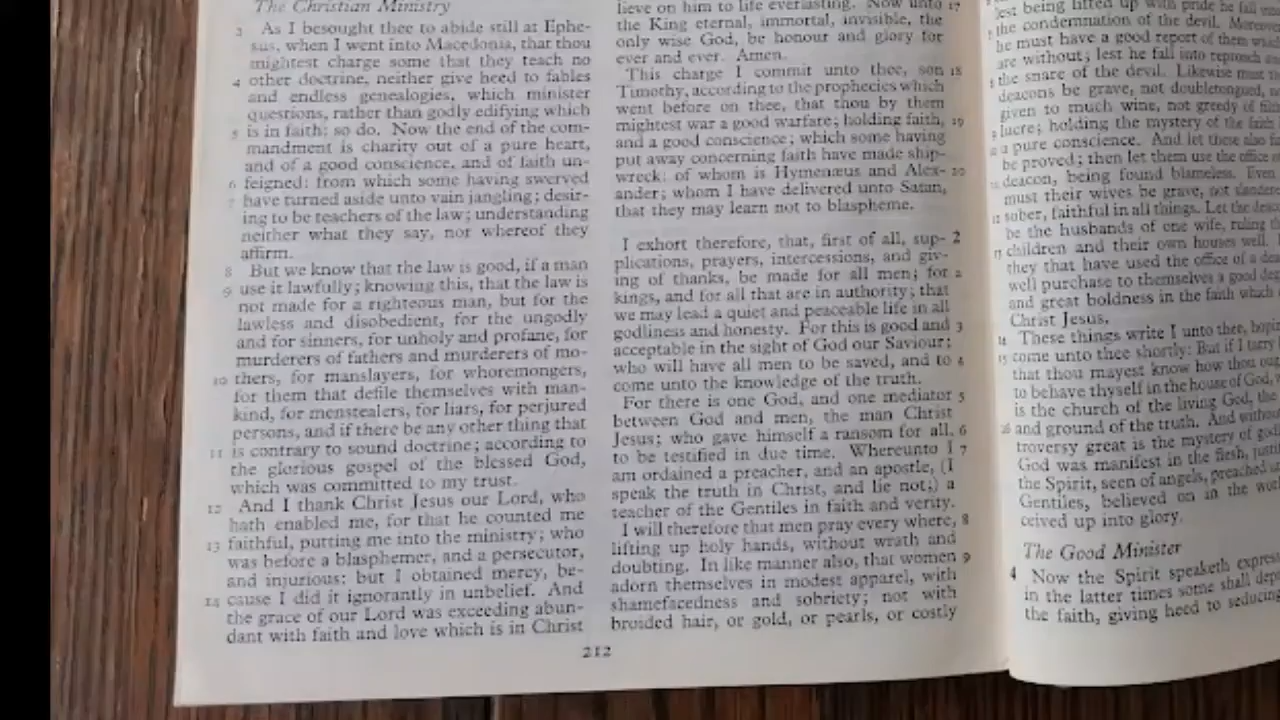 The Christian Ministry
3 As I besought thee to abide still at Ephe-
sus, when I went into Macedonia, that thou
mightest charge some that they teach no
4 other doctrine, neither give heed to fables
and endless genealogies, which minister
questions, rather than godly edifying which
5 is in faith: so do. Now the end of the com-
mandment is charity out of a pure heart,
and of a good conscience, and of faith un-
6 feigned: from which some having swerved
7 have turned aside unto vain jangling; desir-
ing to be teachers of the law; understanding
neither what they say, nor whereof they
affirm.
8 But we know that the law is good, if a man
9 use it lawfully; knowing this, that the law is
not made for a righteous man, but for the
lawless and disobedient, for the ungodly
and for sinners, for unholy and profane, for
murderers of fathers and murderers of mo-
10 thers, for manslayers, for whoremongers,
for them that defile themselves with man-
kind, for menstealers, for liars, for perjured
persons, and if there be any other thing that
11 is contrary to sound doctrine; according to
the glorious gospel of the blessed God,
which was committed to my trust.
12 And I thank Christ Jesus our Lord, who
hath enabled me, for that he counted me
13 faithful, putting me into the ministry; who
was before a blasphemer, and a persecutor,
and injurious: but I obtained mercy, be-
14 cause I did it ignorantly in unbelief. And
the grace of our Lord was exceeding abun-
dant with faith and love which is in Christ
lieve on him to life everlasting. Now unto 17
the King eternal, immortal, invisible, the
only wise God, be honour and glory for
ever and ever. Amen.
This charge I commit unto thee, son 18
Timothy, according to the prophecies which
went before on thee, that thou by them
mightest war a good warfare; holding faith, 19
and a good conscience; which some having
put away concerning faith have made ship-
wreck: of whom is Hymenæus and Alex- 20
ander; whom I have delivered unto Satan,
that they may learn not to blaspheme.
I exhort therefore, that, first of all, sup- 2
plications, prayers, intercessions, and giv-
ing of thanks, be made for all men; for 2
kings, and for all that are in authority; that
we may lead a quiet and peaceable life in all
godliness and honesty. For this is good and 3
acceptable in the sight of God our Saviour;
who will have all men to be saved, and to 4
come unto the knowledge of the truth.
For there is one God, and one mediator 5
between God and men, the man Christ
Jesus; who gave himself a ransom for all, 6
to be testified in due time. Whereunto I 7
am ordained a preacher, and an apostle, (I
speak the truth in Christ, and lie not;) a
teacher of the Gentiles in faith and verity.
I will therefore that men pray every where, 8
lifting up holy hands, without wrath and
doubting. In like manner also, that women 9
adorn themselves in modest apparel, with
shamefacedness and sobriety; not with
broided hair, or gold, or pearls, or costly
212
lest being lifted up with pride he fall
the condemnation of the devil. Moreover
he must have a good report of them
are without; lest he fall into reproach
the snare of the devil. Likewise must
deacons be grave, not doubletongued,
given to much wine, not greedy of
lucre; holding the mystery of the faith
a pure conscience. And let these also
be proved; then let them use the office
deacon, being found blameless. Even
must their wives be grave, not
11 sober, faithful in all things. Let the
be the husbands of one wife, ruling
children and their own houses well.
they that have used the office of a
well purchase to themselves a good
and great boldness in the faith which
Christ Jesus.
14 These things write I unto thee,
15 come unto thee shortly: But if I tarry
that thou mayest know how thou
to behave thyself in the house of God,
is the church of the living God, the
16 and ground of the truth. And without
troversy great is the mystery of
God was manifest in the flesh,
the Spirit, seen of angels, preached
Gentiles, believed on in the
ceived up into glory.
The Good Minister
4 Now the Spirit speaketh
in the latter times some shall
the faith, giving heed to seducing